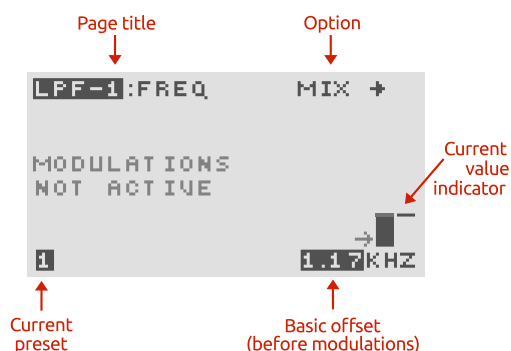 Page title
Option
LPF-1:FREQ
MIX →
MODULATIONS
NOT ACTIVE
Current
value
indicator
1
1.17KHZ
Current
preset
Basic offset
(before modulations)